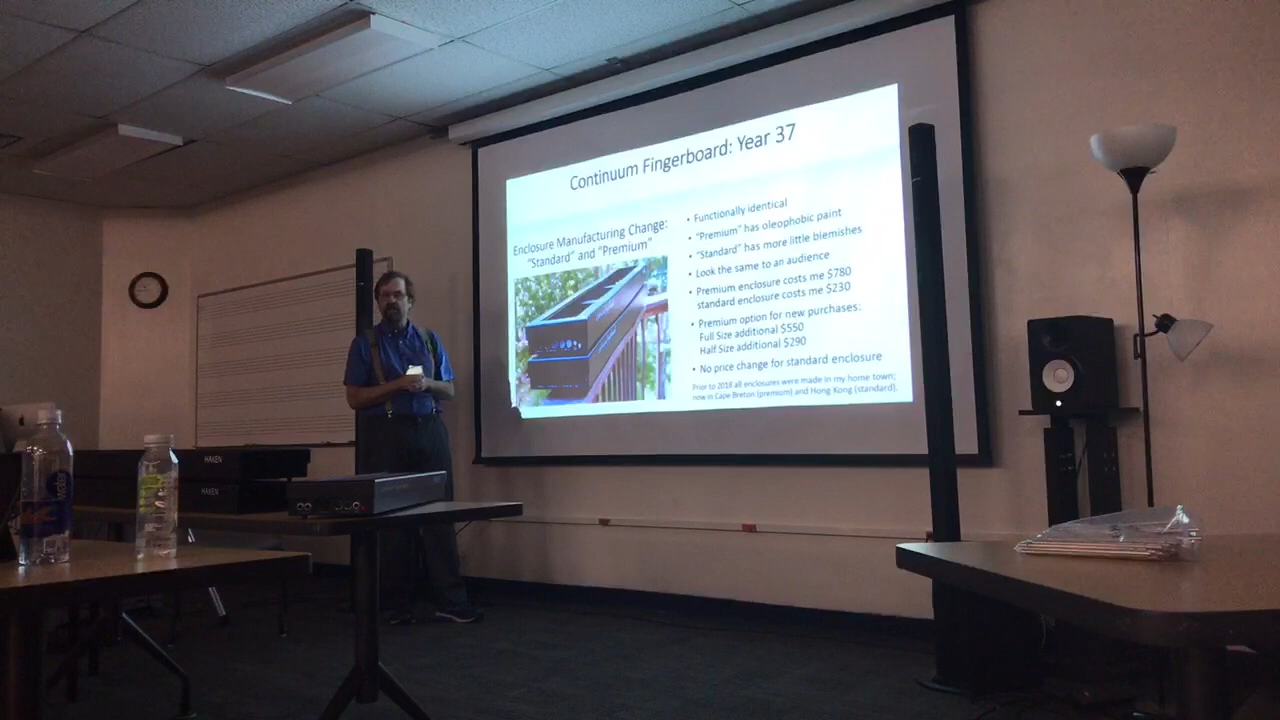 Continuum Fingerboard: Year 37
Enclosure Manufacturing Change:
"Standard" and "Premium"
• Functionally identical
• "Premium" has oleophobic paint
• "Standard" has more little blemishes
• Look the same to an audience
• Premium enclosure costs me $780
standard enclosure costs me $230
• Premium option for new purchases:
Full Size additional $550
Half Size additional $290
• No price change for standard enclosure
Prior to 2018 all enclosures were made in my home town;
now in Cape Breton (premium) and Hong Kong (standard).
HAKEN
HAKEN
water